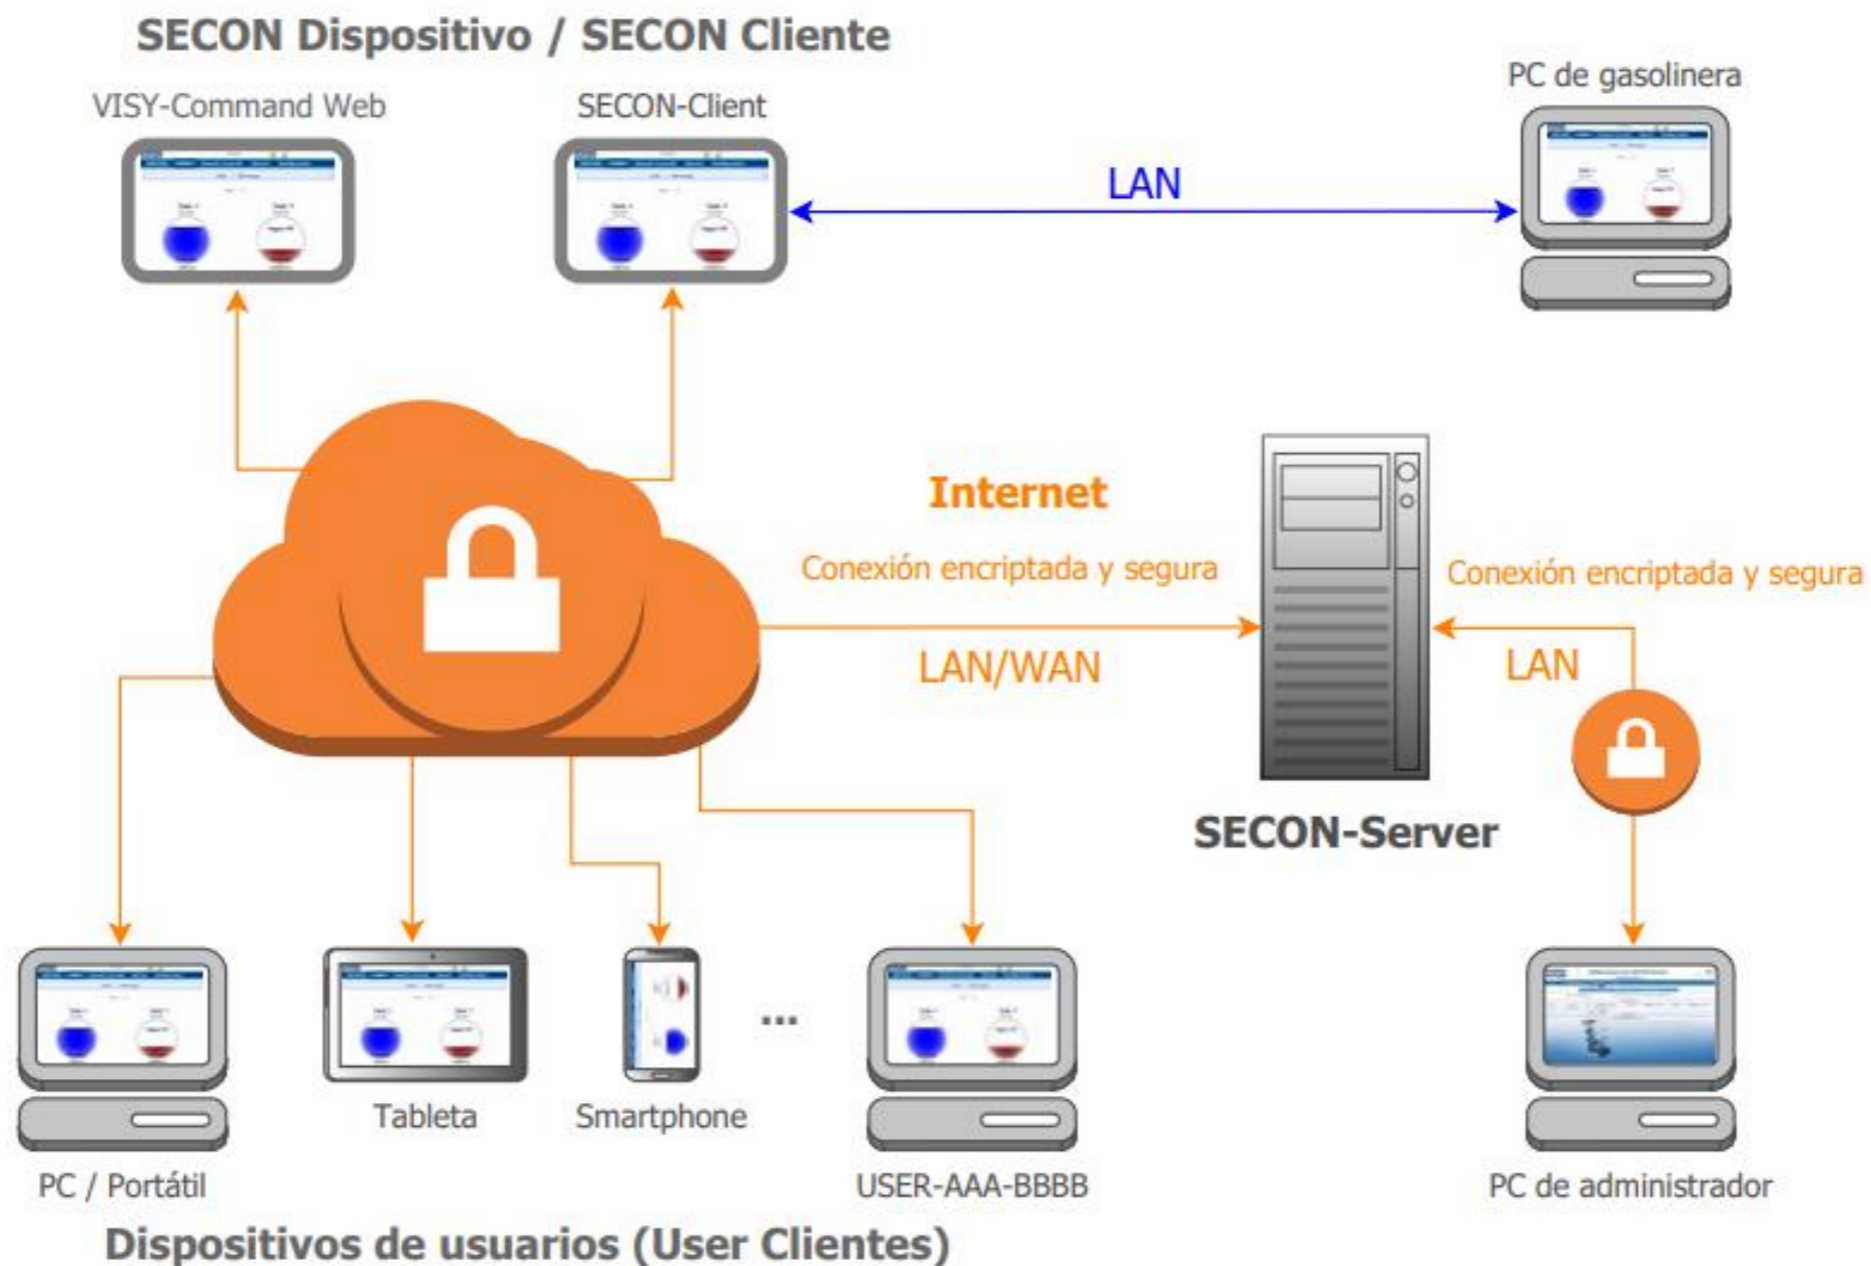 SECON Dispositivo / SECON Cliente
PC de gasolinera
VISY-Command Web
SECON-Client
LAN
Internet
Conexión encriptada y segura
Conexión encriptada y segura
LAN/WAN
LAN
SECON-Server
...
Tableta
Smartphone
PC / Portátil
USER-AAA-BBBB
PC de administrador
Dispositivos de usuarios (User Clientes)